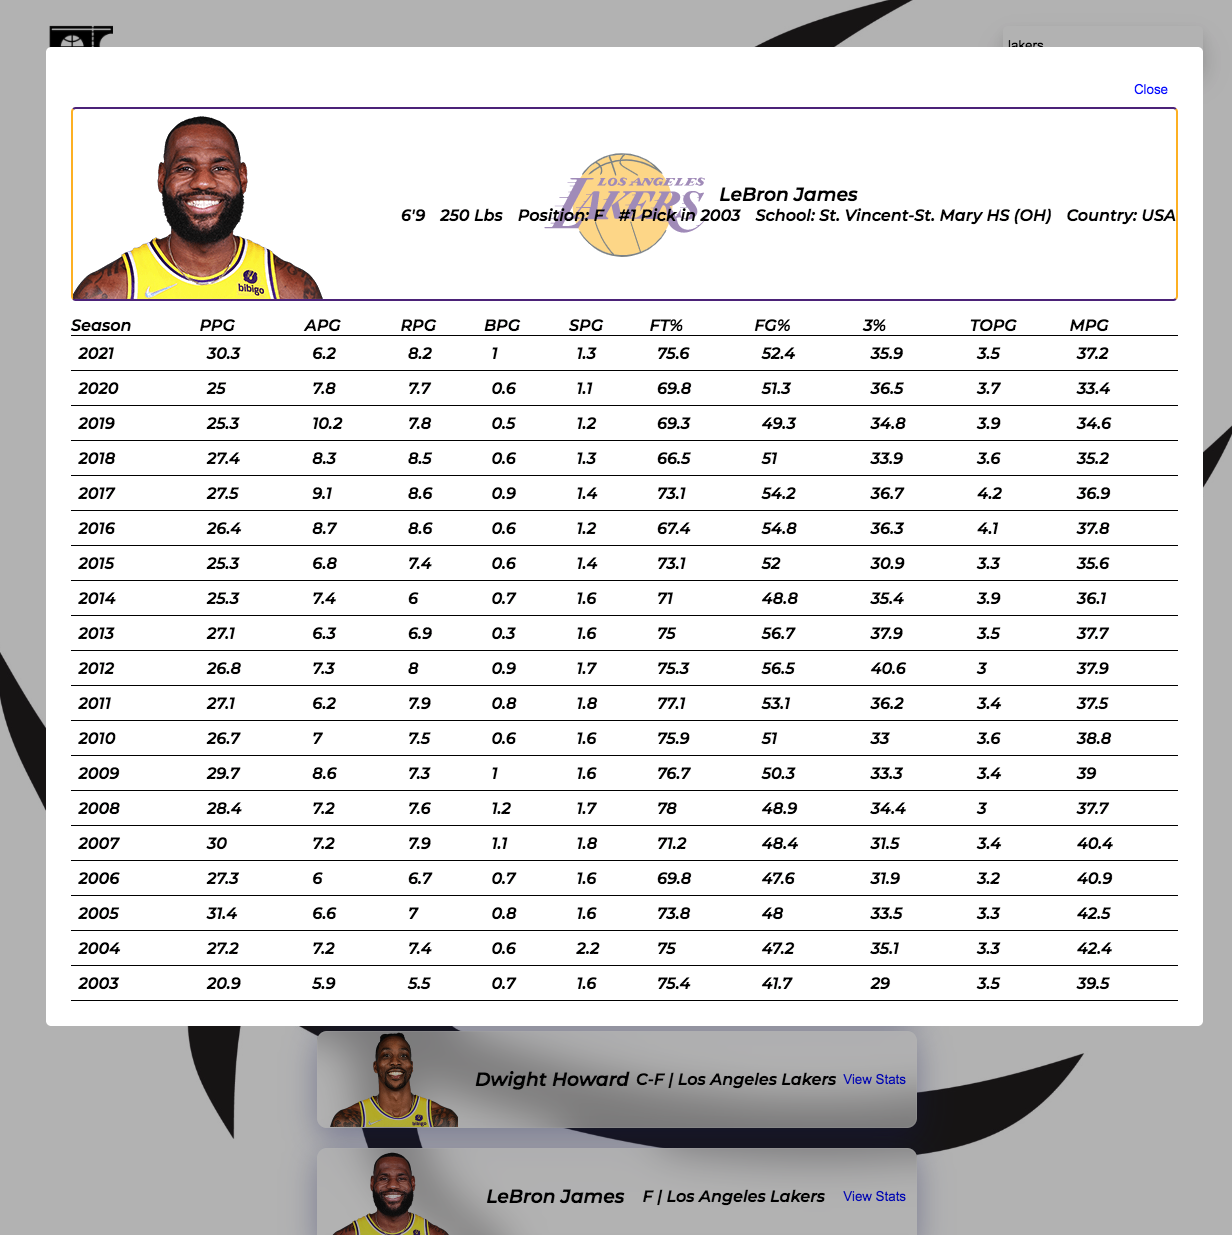 lakers
Close
LOS ANGELES
LAKERS
LeBron James
6'9 250 Lbs Position: F #1 Pick in 2003 School: St. Vincent-St. Mary HS (OH) Country: USA
bibigo
Season PPG APG RPG BPG SPG FT% FG% 3% TOPG MPG
2021 30.3 6.2 8.2 1 1.3 75.6 52.4 35.9 3.5 37.2
2020 25 7.8 7.7 0.6 1.1 69.8 51.3 36.5 3.7 33.4
2019 25.3 10.2 7.8 0.5 1.2 69.3 49.3 34.8 3.9 34.6
2018 27.4 8.3 8.5 0.6 1.3 66.5 51 33.9 3.6 35.2
2017 27.5 9.1 8.6 0.9 1.4 73.1 54.2 36.7 4.2 36.9
2016 26.4 8.7 8.6 0.6 1.2 67.4 54.8 36.3 4.1 37.8
2015 25.3 6.8 7.4 0.6 1.4 73.1 52 30.9 3.3 35.6
2014 25.3 7.4 6 0.7 1.6 71 48.8 35.4 3.9 36.1
2013 27.1 6.3 6.9 0.3 1.6 75 56.7 37.9 3.5 37.7
2012 26.8 7.3 8 0.9 1.7 75.3 56.5 40.6 3 37.9
2011 27.1 6.2 7.9 0.8 1.8 77.1 53.1 36.2 3.4 37.5
2010 26.7 7 7.5 0.6 1.6 75.9 51 33 3.6 38.8
2009 29.7 8.6 7.3 1 1.6 76.7 50.3 33.3 3.4 39
2008 28.4 7.2 7.6 1.2 1.7 78 48.9 34.4 3 37.7
2007 30 7.2 7.9 1.1 1.8 71.2 48.4 31.5 3.4 40.4
2006 27.3 6 6.7 0.7 1.6 69.8 47.6 31.9 3.2 40.9
2005 31.4 6.6 7 0.8 1.6 73.8 48 33.5 3.3 42.5
2004 27.2 7.2 7.4 0.6 2.2 75 47.2 35.1 3.3 42.4
2003 20.9 5.9 5.5 0.7 1.6 75.4 41.7 29 3.5 39.5
Dwight Howard C-F | Los Angeles Lakers View Stats
bibigo
LeBron James F | Los Angeles Lakers View Stats